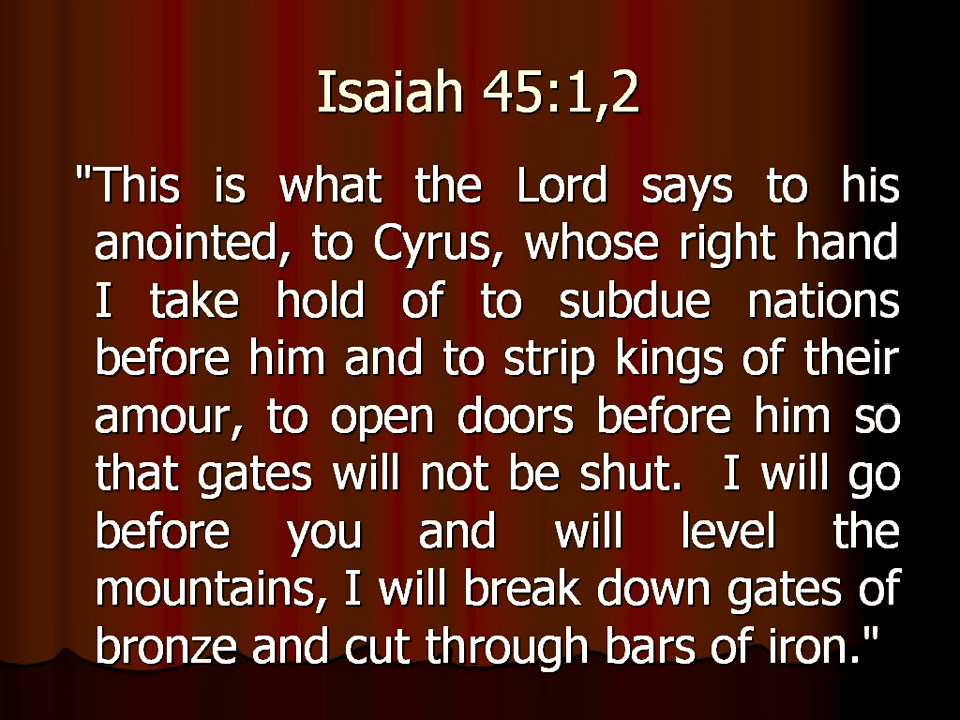 Isaiah 45:1,2
"This is what the Lord says to his
anointed, to Cyrus, whose right hand
I take hold of to subdue nations
before him and to strip kings of their
amour, to open doors before him so
that gates will not be shut.  I will go
before you and will level the
mountains, I will break down gates of
bronze and cut through bars of iron."